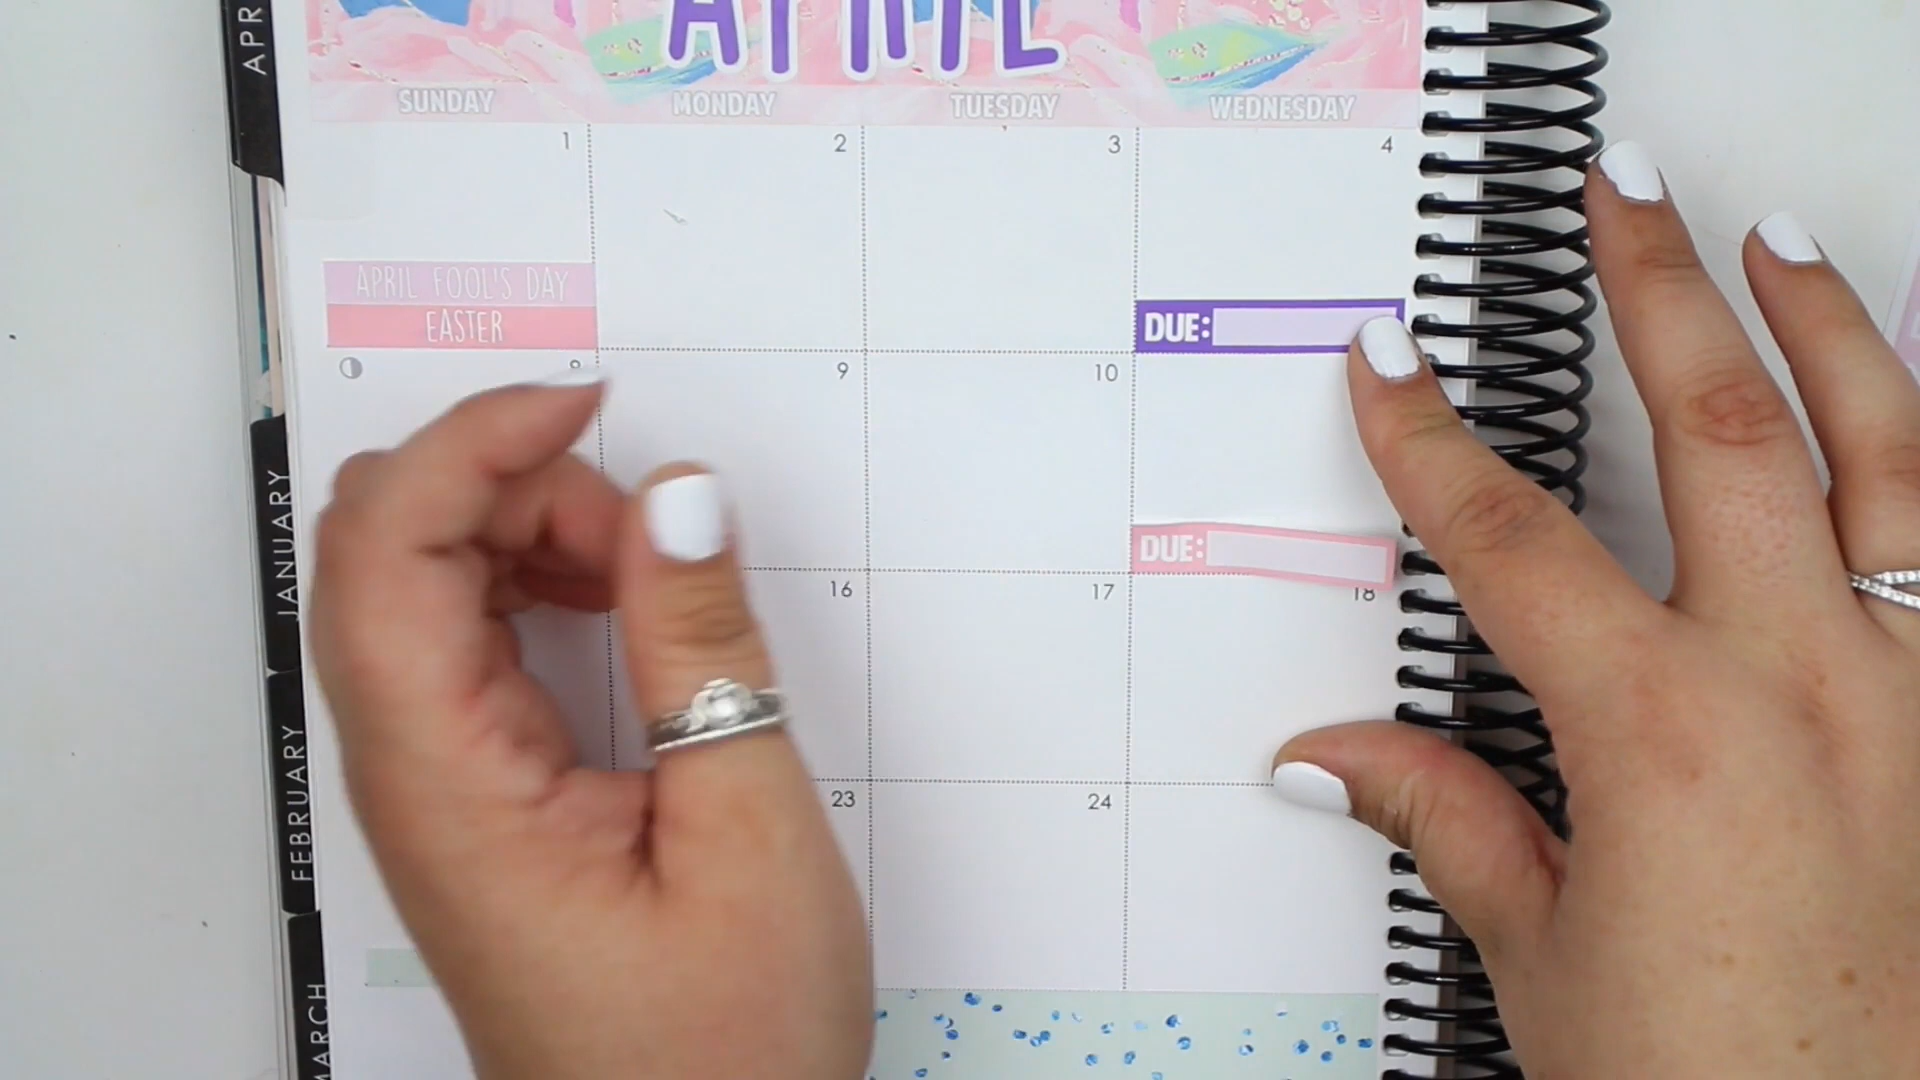 APR
APRIL
SUNDAY MONDAY TUESDAY WEDNESDAY
1 2 3 4
APRIL FOOL'S DAY
EASTER
DUE:
8 9 10
JANUARY
DUE:
16 17 18
FEBRUARY
23 24
MARCH